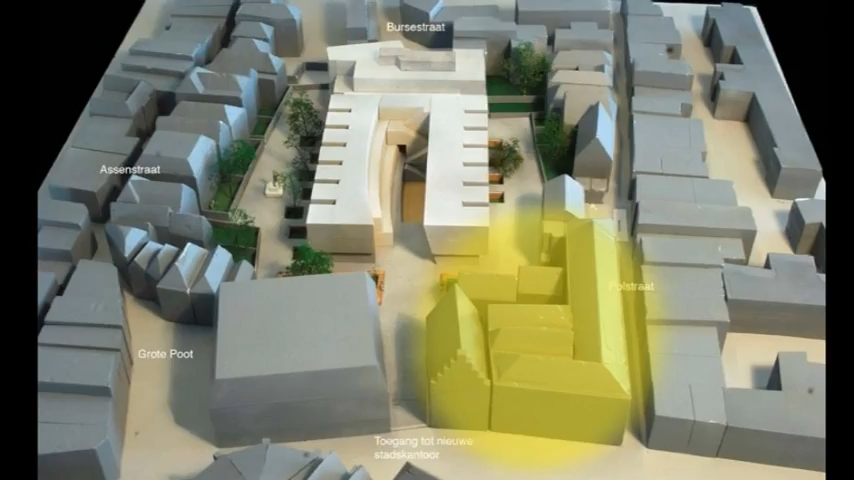 Bursestraat
Assenstraat
Polstraat
Grote Poot
Toegang tot nieuwe
stadskantoor